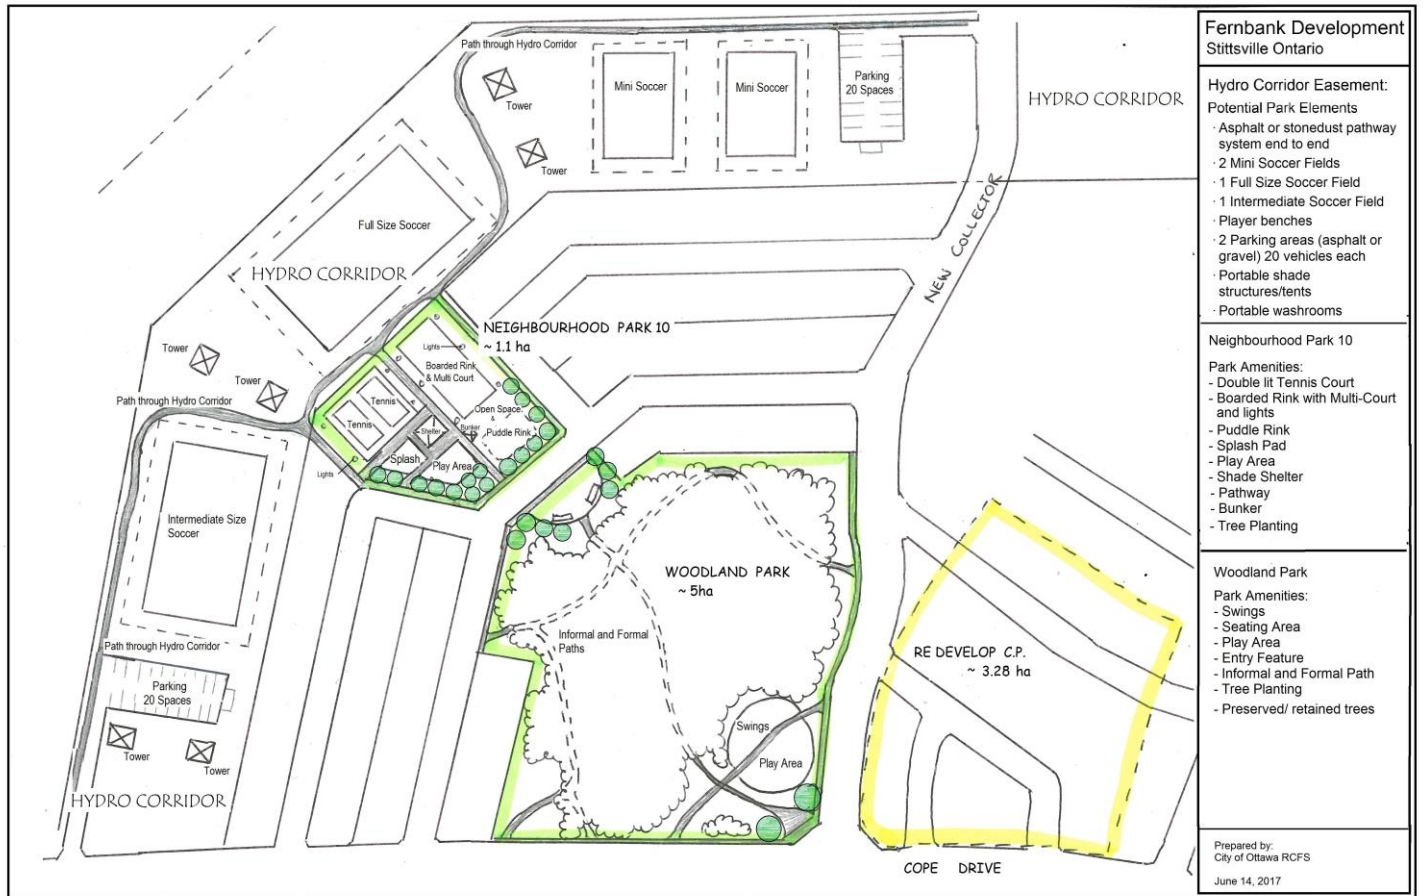 Path through Hydro Corridor
Tower
Tower
Mini Soccer
Mini Soccer
Parking
20 Spaces
HYDRO CORRIDOR
Full Size Soccer
HYDRO CORRIDOR
NEW COLLECTOR
NEIGHBOURHOOD PARK 10
~ 1.1 ha
Lights
Boarded Rink
& Multi Court
Tower
Tower
Path through Hydro Corridor
Tennis
Tennis
Open Space
&
Puddle Rink
Shelter
Bunker
Splash
Play Area
Lights
Intermediate Size
Soccer
WOODLAND PARK
~ 5ha
Informal and Formal
Paths
Path through Hydro Corridor
Parking
20 Spaces
RE DEVELOP C.P.
~ 3.28 ha
Swings
Play Area
Tower
Tower
HYDRO CORRIDOR
COPE DRIVE
Fernbank Development
Stittsville Ontario
Hydro Corridor Easement:
Potential Park Elements
· Asphalt or stonedust pathway
system end to end
· 2 Mini Soccer Fields
· 1 Full Size Soccer Field
· 1 Intermediate Soccer Field
· Player benches
· 2 Parking areas (asphalt or
gravel) 20 vehicles each
· Portable shade
structures/tents
· Portable washrooms
Neighbourhood Park 10
Park Amenities:
- Double lit Tennis Court
- Boarded Rink with Multi-Court
and lights
- Puddle Rink
- Splash Pad
- Play Area
- Shade Shelter
- Pathway
- Bunker
- Tree Planting
Woodland Park
Park Amenities:
- Swings
- Seating Area
- Play Area
- Entry Feature
- Informal and Formal Path
- Tree Planting
- Preserved/ retained trees
Prepared by:
City of Ottawa RCFS
June 14, 2017